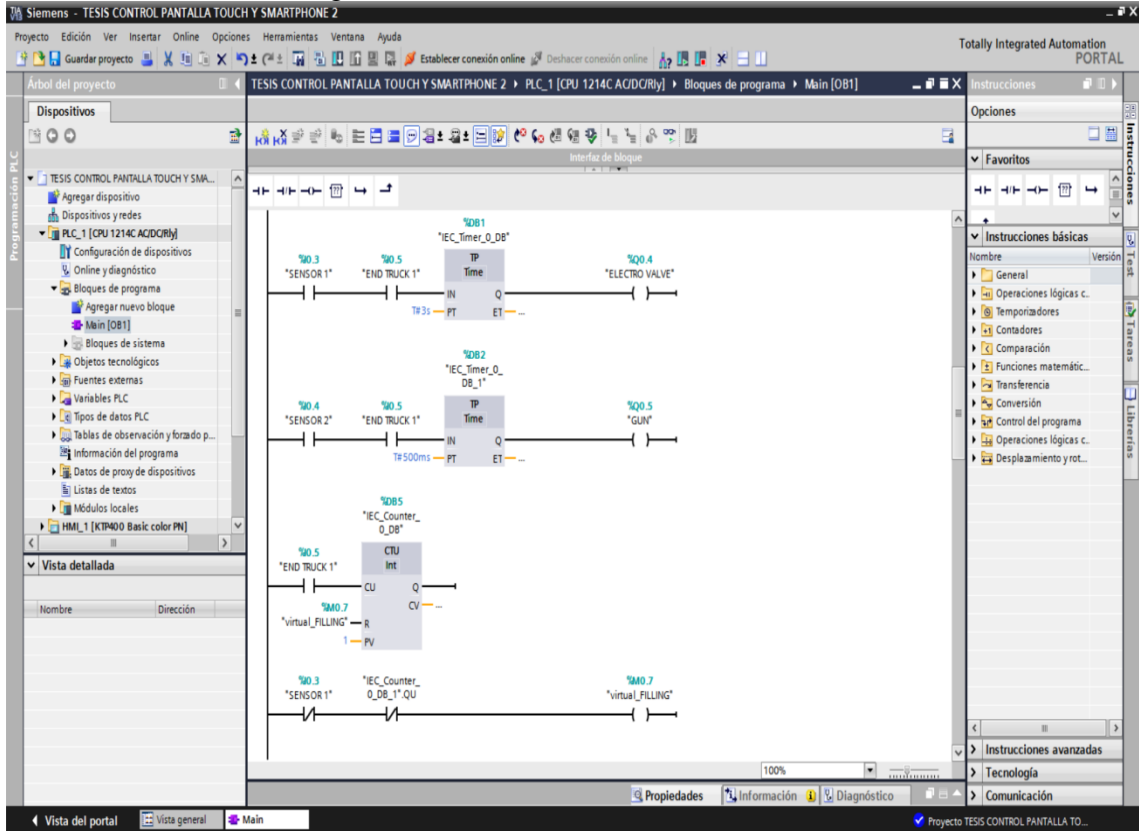 Siemens - TESIS CONTROL PANTALLA TOUCH Y SMARTPHONE 2
Proyecto Edición Ver Insertar Online Opciones Herramientas Ventana Ayuda
Guardar proyecto
Establecer conexión online
Deshacer conexión online
Totally Integrated Automation
PORTAL
Árbol del proyecto
Dispositivos
Programación PLC
TESIS CONTROL PANTALLA TOUCH Y SMA...
Agregar dispositivo
Dispositivos y redes
PLC_1 [CPU 1214C AC/DC/Rly]
Configuración de dispositivos
Online y diagnóstico
Bloques de programa
Agregar nuevo bloque
Main [OB1]
Bloques de sistema
Objetos tecnológicos
Fuentes externas
Variables PLC
Tipos de datos PLC
Tablas de observación y forzado p...
Información del programa
Datos de proxy de dispositivos
Listas de textos
Módulos locales
HMI_1 [KTP400 Basic color PN]
Vista detallada
Nombre Dirección
TESIS CONTROL PANTALLA TOUCH Y SMARTPHONE 2 PLC_1 [CPU 1214C AC/DC/Rly] Bloques de programa Main [OB1]
Interfaz de bloque
%DB1
"IEC_Timer_0_DB"
%I0.3 %I0.5 TP %Q0.4
"SENSOR 1" "END TRUCK 1" Time "ELECTRO VALVE"
IN Q
T#3s PT ET ...
%DB2
"IEC_Timer_0_
DB_1"
%I0.4 %I0.5 TP %Q0.5
"SENSOR 2" "END TRUCK 1" Time "GUN"
IN Q
T#500ms PT ET ...
%DB5
"IEC_Counter_
0_DB"
%I0.5 CTU
"END TRUCK 1" Int
CU Q
%M0.7 CV ...
"virtual_FILLING" R
1 PV
%I0.3 "IEC_Counter_ %M0.7
"SENSOR 1" 0_DB_1".QU "virtual_FILLING"
100%
Propiedades Información Diagnóstico
Instrucciones
Opciones
Favoritos
Instrucciones básicas
Nombre Versión
General
Operaciones lógicas c..
Temporizadores
Contadores
Comparación
Funciones matemátic...
Transferencia
Conversión
Control del programa
Operaciones lógicas c..
Desplazamiento y rot...
Instrucciones avanzadas
Tecnología
Comunicación
Instrucciones
Test
Tareas
Librerías
Vista del portal Vista general Main
Proyecto TESIS CONTROL PANTALLA TO...